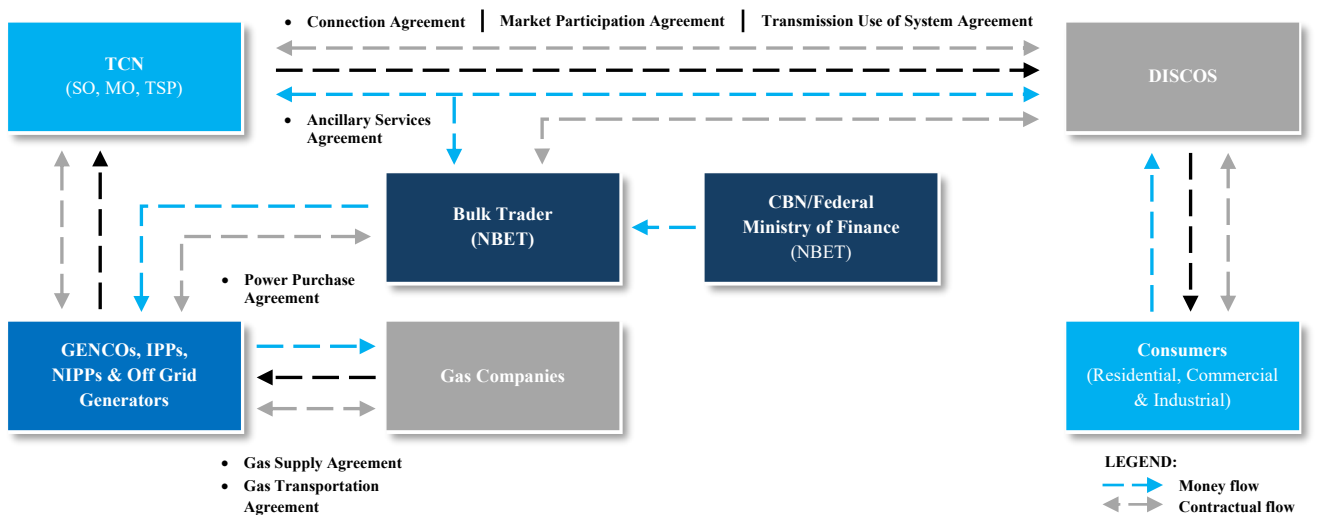 • Connection Agreement | Market Participation Agreement | Transmission Use of System Agreement
TCN
(SO, MO, TSP)
DISCOS
• Ancillary Services
Agreement
Bulk Trader
(NBET)
CBN/Federal
Ministry of Finance
(NBET)
• Power Purchase
Agreement
GENCOs, IPPs,
NIPPs & Off Grid
Generators
Gas Companies
Consumers
(Residential, Commercial
& Industrial)
• Gas Supply Agreement
• Gas Transportation
Agreement
LEGEND:
Money flow
Contractual flow